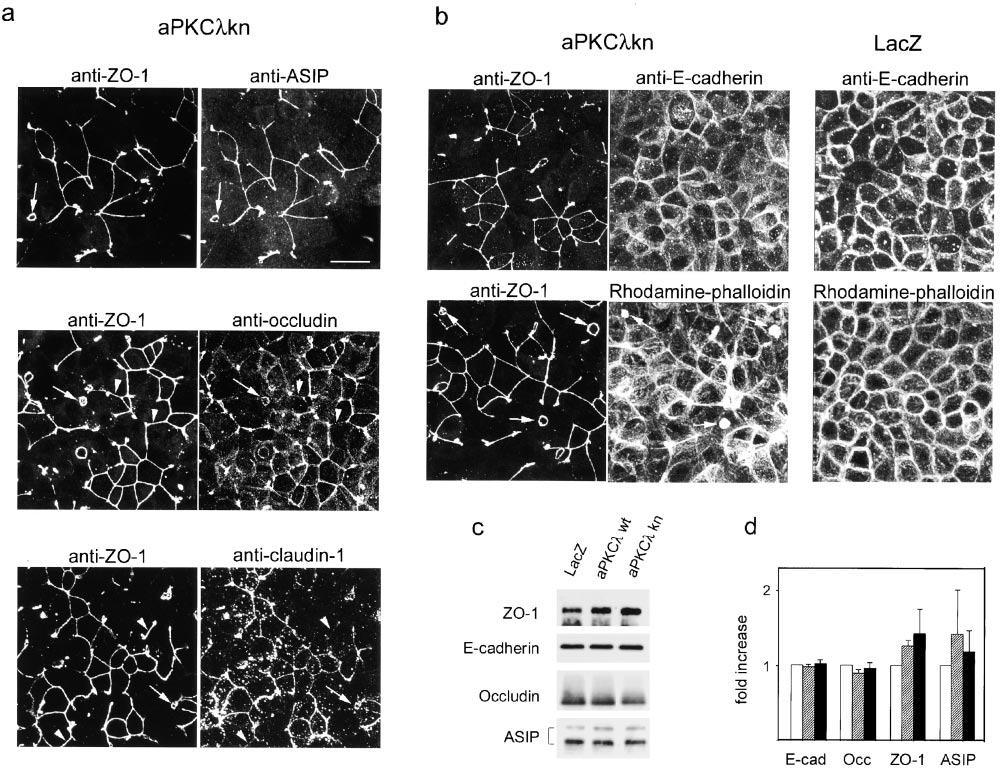 a
aPKCλkn
anti-ZO-1 anti-ASIP
anti-ZO-1 anti-occludin
anti-ZO-1 anti-claudin-1
b
aPKCλkn LacZ
anti-ZO-1 anti-E-cadherin anti-E-cadherin
anti-ZO-1 Rhodamine-phalloidin Rhodamine-phalloidin
c
LacZ aPKCλ wt aPKCλ kn
ZO-1
E-cadherin
Occludin
ASIP
d
fold increase
2
1
E-cad Occ ZO-1 ASIP